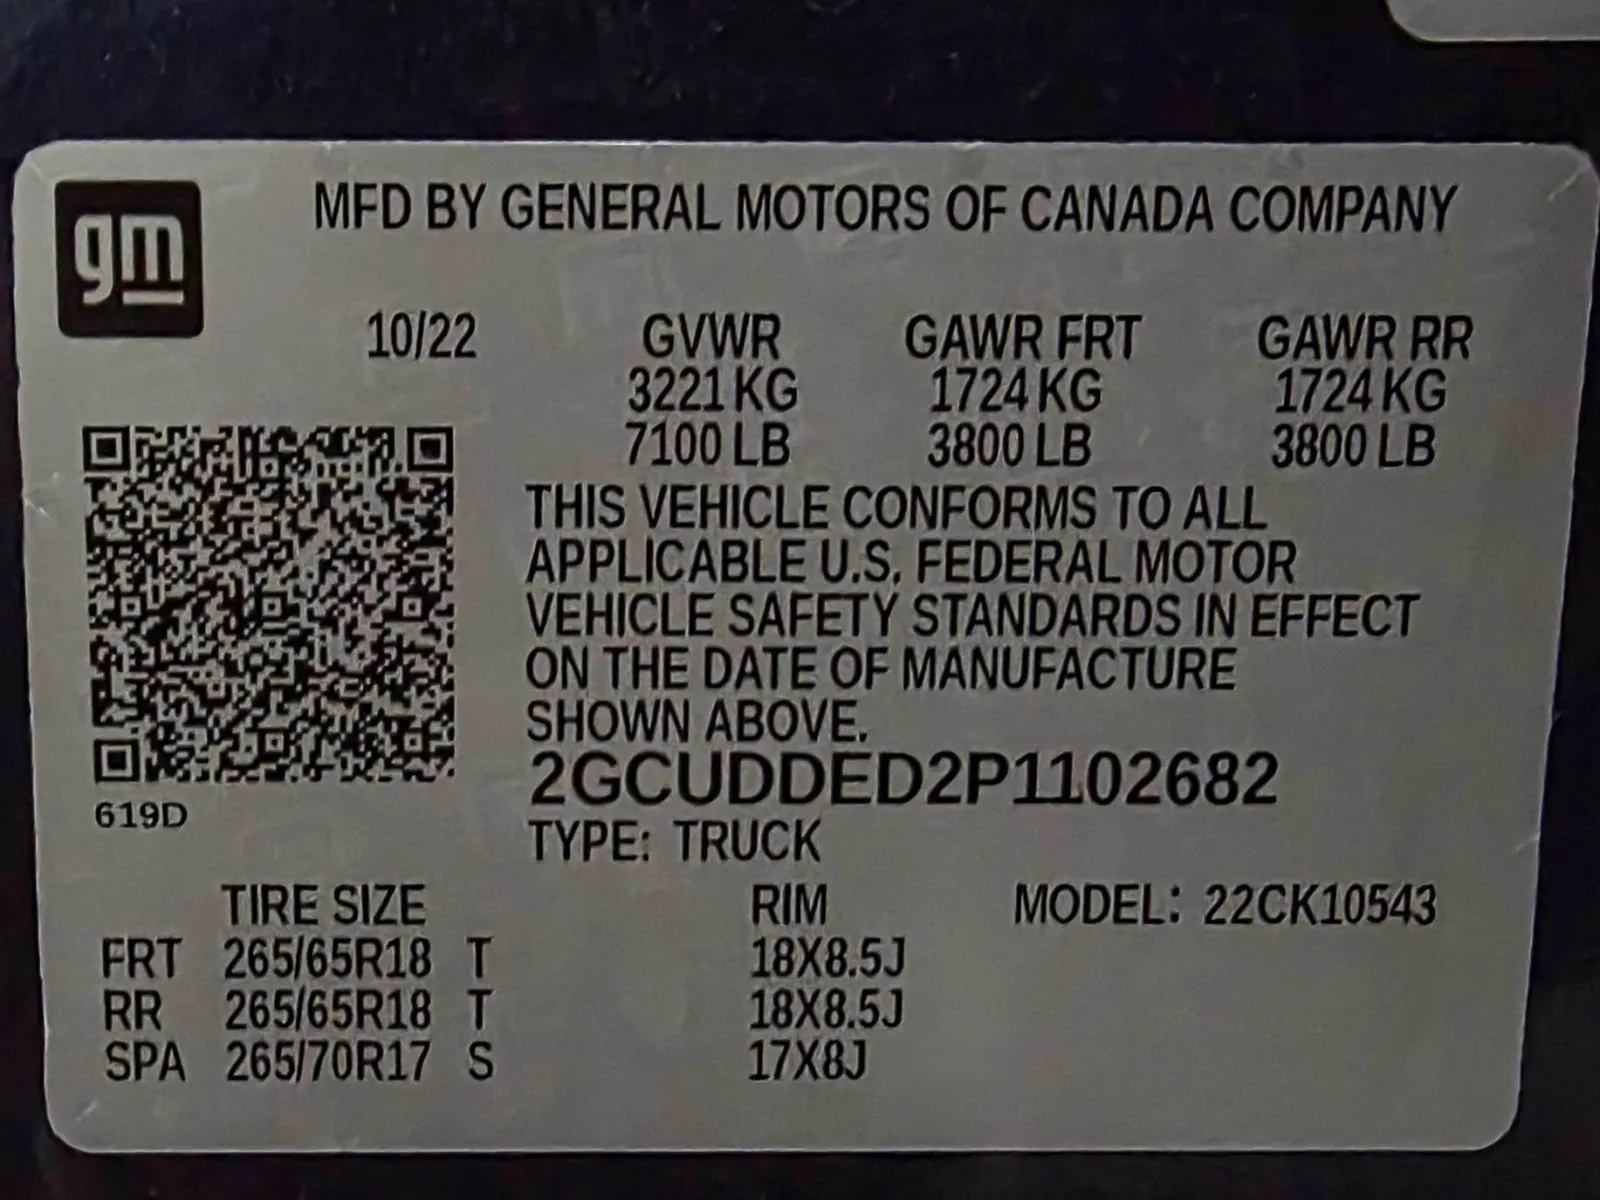 gm
MFD BY GENERAL MOTORS OF CANADA COMPANY
10/22 GVWR GAWR FRT GAWR RR
3221 KG 1724 KG 1724 KG
7100 LB 3800 LB 3800 LB
THIS VEHICLE CONFORMS TO ALL
APPLICABLE U.S. FEDERAL MOTOR
VEHICLE SAFETY STANDARDS IN EFFECT
ON THE DATE OF MANUFACTURE
SHOWN ABOVE.
2GCUDDED2P1102682
619D
TYPE: TRUCK
TIRE SIZE RIM MODEL: 22CK10543
FRT 265/65R18 T 18X8.5J
RR 265/65R18 T 18X8.5J
SPA 265/70R17 S 17X8J